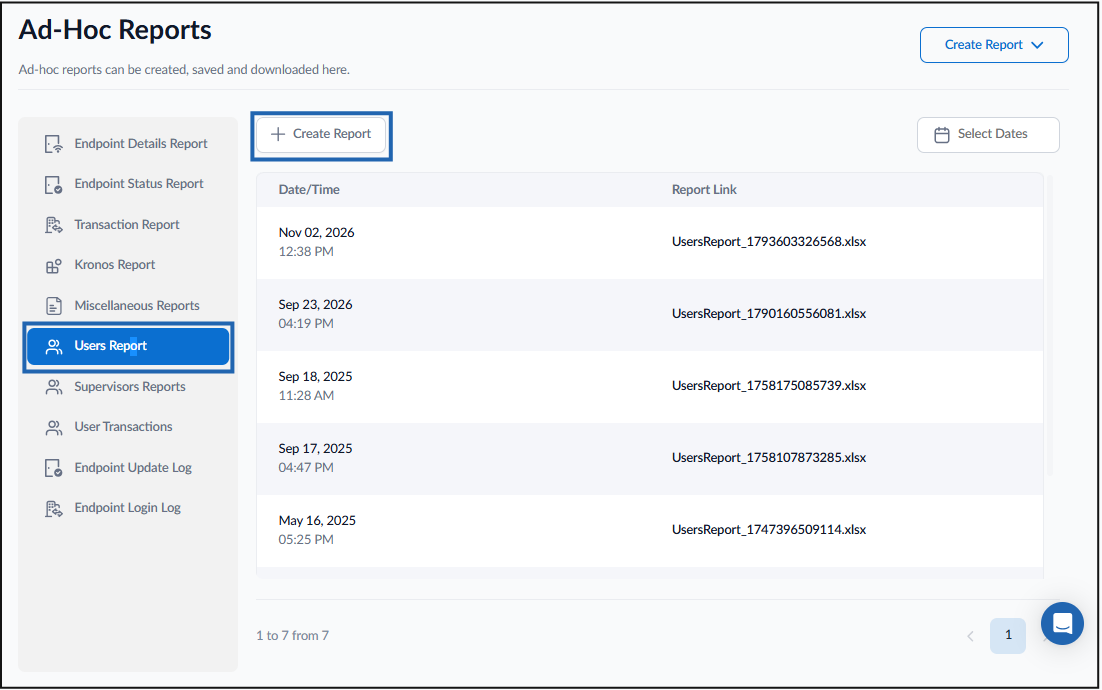 Ad-Hoc Reports
Create Report
Ad-hoc reports can be created, saved and downloaded here.
Endpoint Details Report
Endpoint Status Report
Transaction Report
Kronos Report
Miscellaneous Reports
Users Report
Supervisors Reports
User Transactions
Endpoint Update Log
Endpoint Login Log
Create Report
Select Dates
Date/Time Report Link
Nov 02, 2026
12:38 PM
UsersReport_1793603326568.xlsx
Sep 23, 2026
04:19 PM
UsersReport_1790160556081.xlsx
Sep 18, 2025
11:28 AM
UsersReport_1758175085739.xlsx
Sep 17, 2025
04:47 PM
UsersReport_1758107873285.xlsx
May 16, 2025
05:25 PM
UsersReport_1747396509114.xlsx
1 to 7 from 7
1